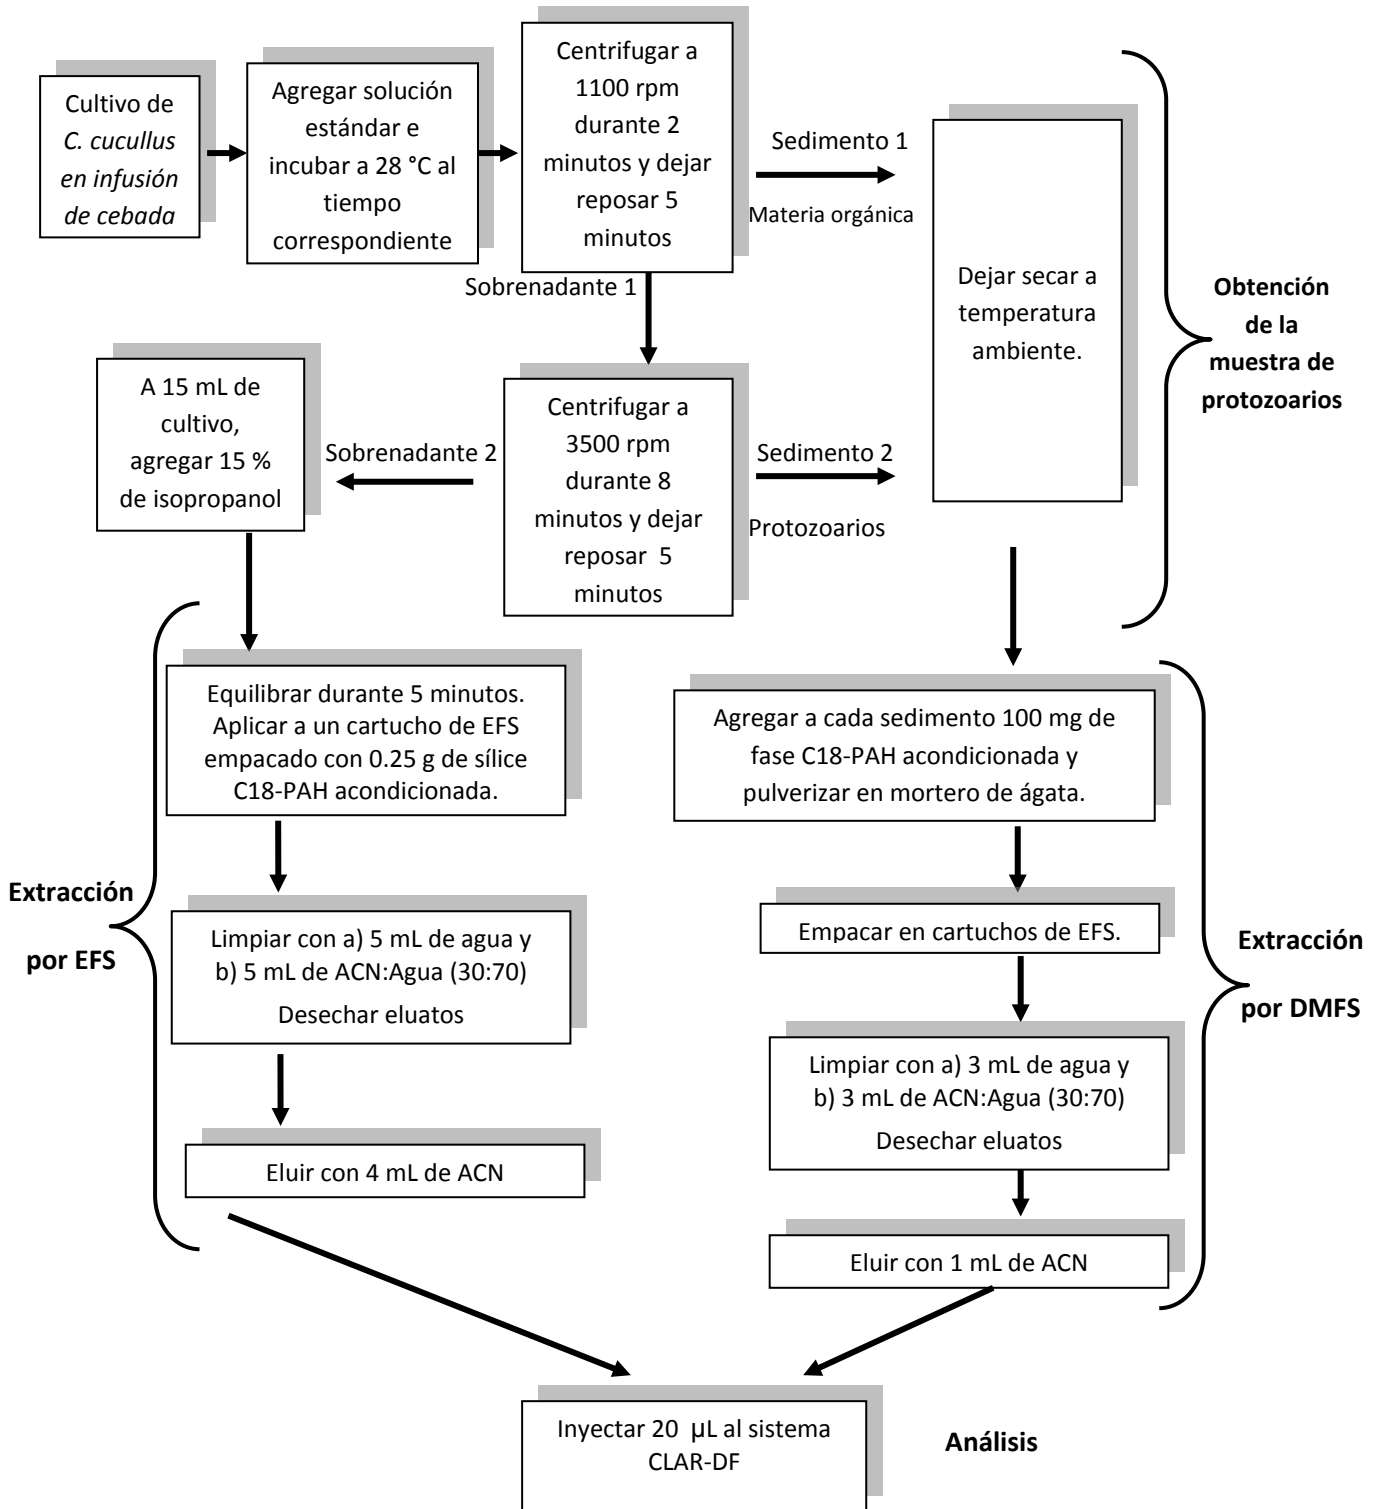 Cultivo de
C. cucullus
en infusión
de cebada
Agregar solución
estándar e
incubar a 28 °C al
tiempo
correspondiente
Centrifugar a
1100 rpm
durante 2
minutos y dejar
reposar 5
minutos
Sedimento 1
Materia orgánica
Dejar secar a
temperatura
ambiente.
Obtención
de la
muestra de
protozoarios
Sobrenadante 1
A 15 mL de
cultivo,
agregar 15 %
de isopropanol
Sobrenadante 2
Centrifugar a
3500 rpm
durante 8
minutos y dejar
reposar 5
minutos
Sedimento 2
Protozoarios
Equilibrar durante 5 minutos.
Aplicar a un cartucho de EFS
empacado con 0.25 g de sílice
C18-PAH acondicionada.
Agregar a cada sedimento 100 mg de
fase C18-PAH acondicionada y
pulverizar en mortero de ágata.
Extracción
por EFS
Limpiar con a) 5 mL de agua y
b) 5 mL de ACN:Agua (30:70)
Desechar eluatos
Empacar en cartuchos de EFS.
Extracción
por DMFS
Limpiar con a) 3 mL de agua y
b) 3 mL de ACN:Agua (30:70)
Desechar eluatos
Eluir con 4 mL de ACN
Eluir con 1 mL de ACN
Inyectar 20 µL al sistema
CLAR-DF
Análisis